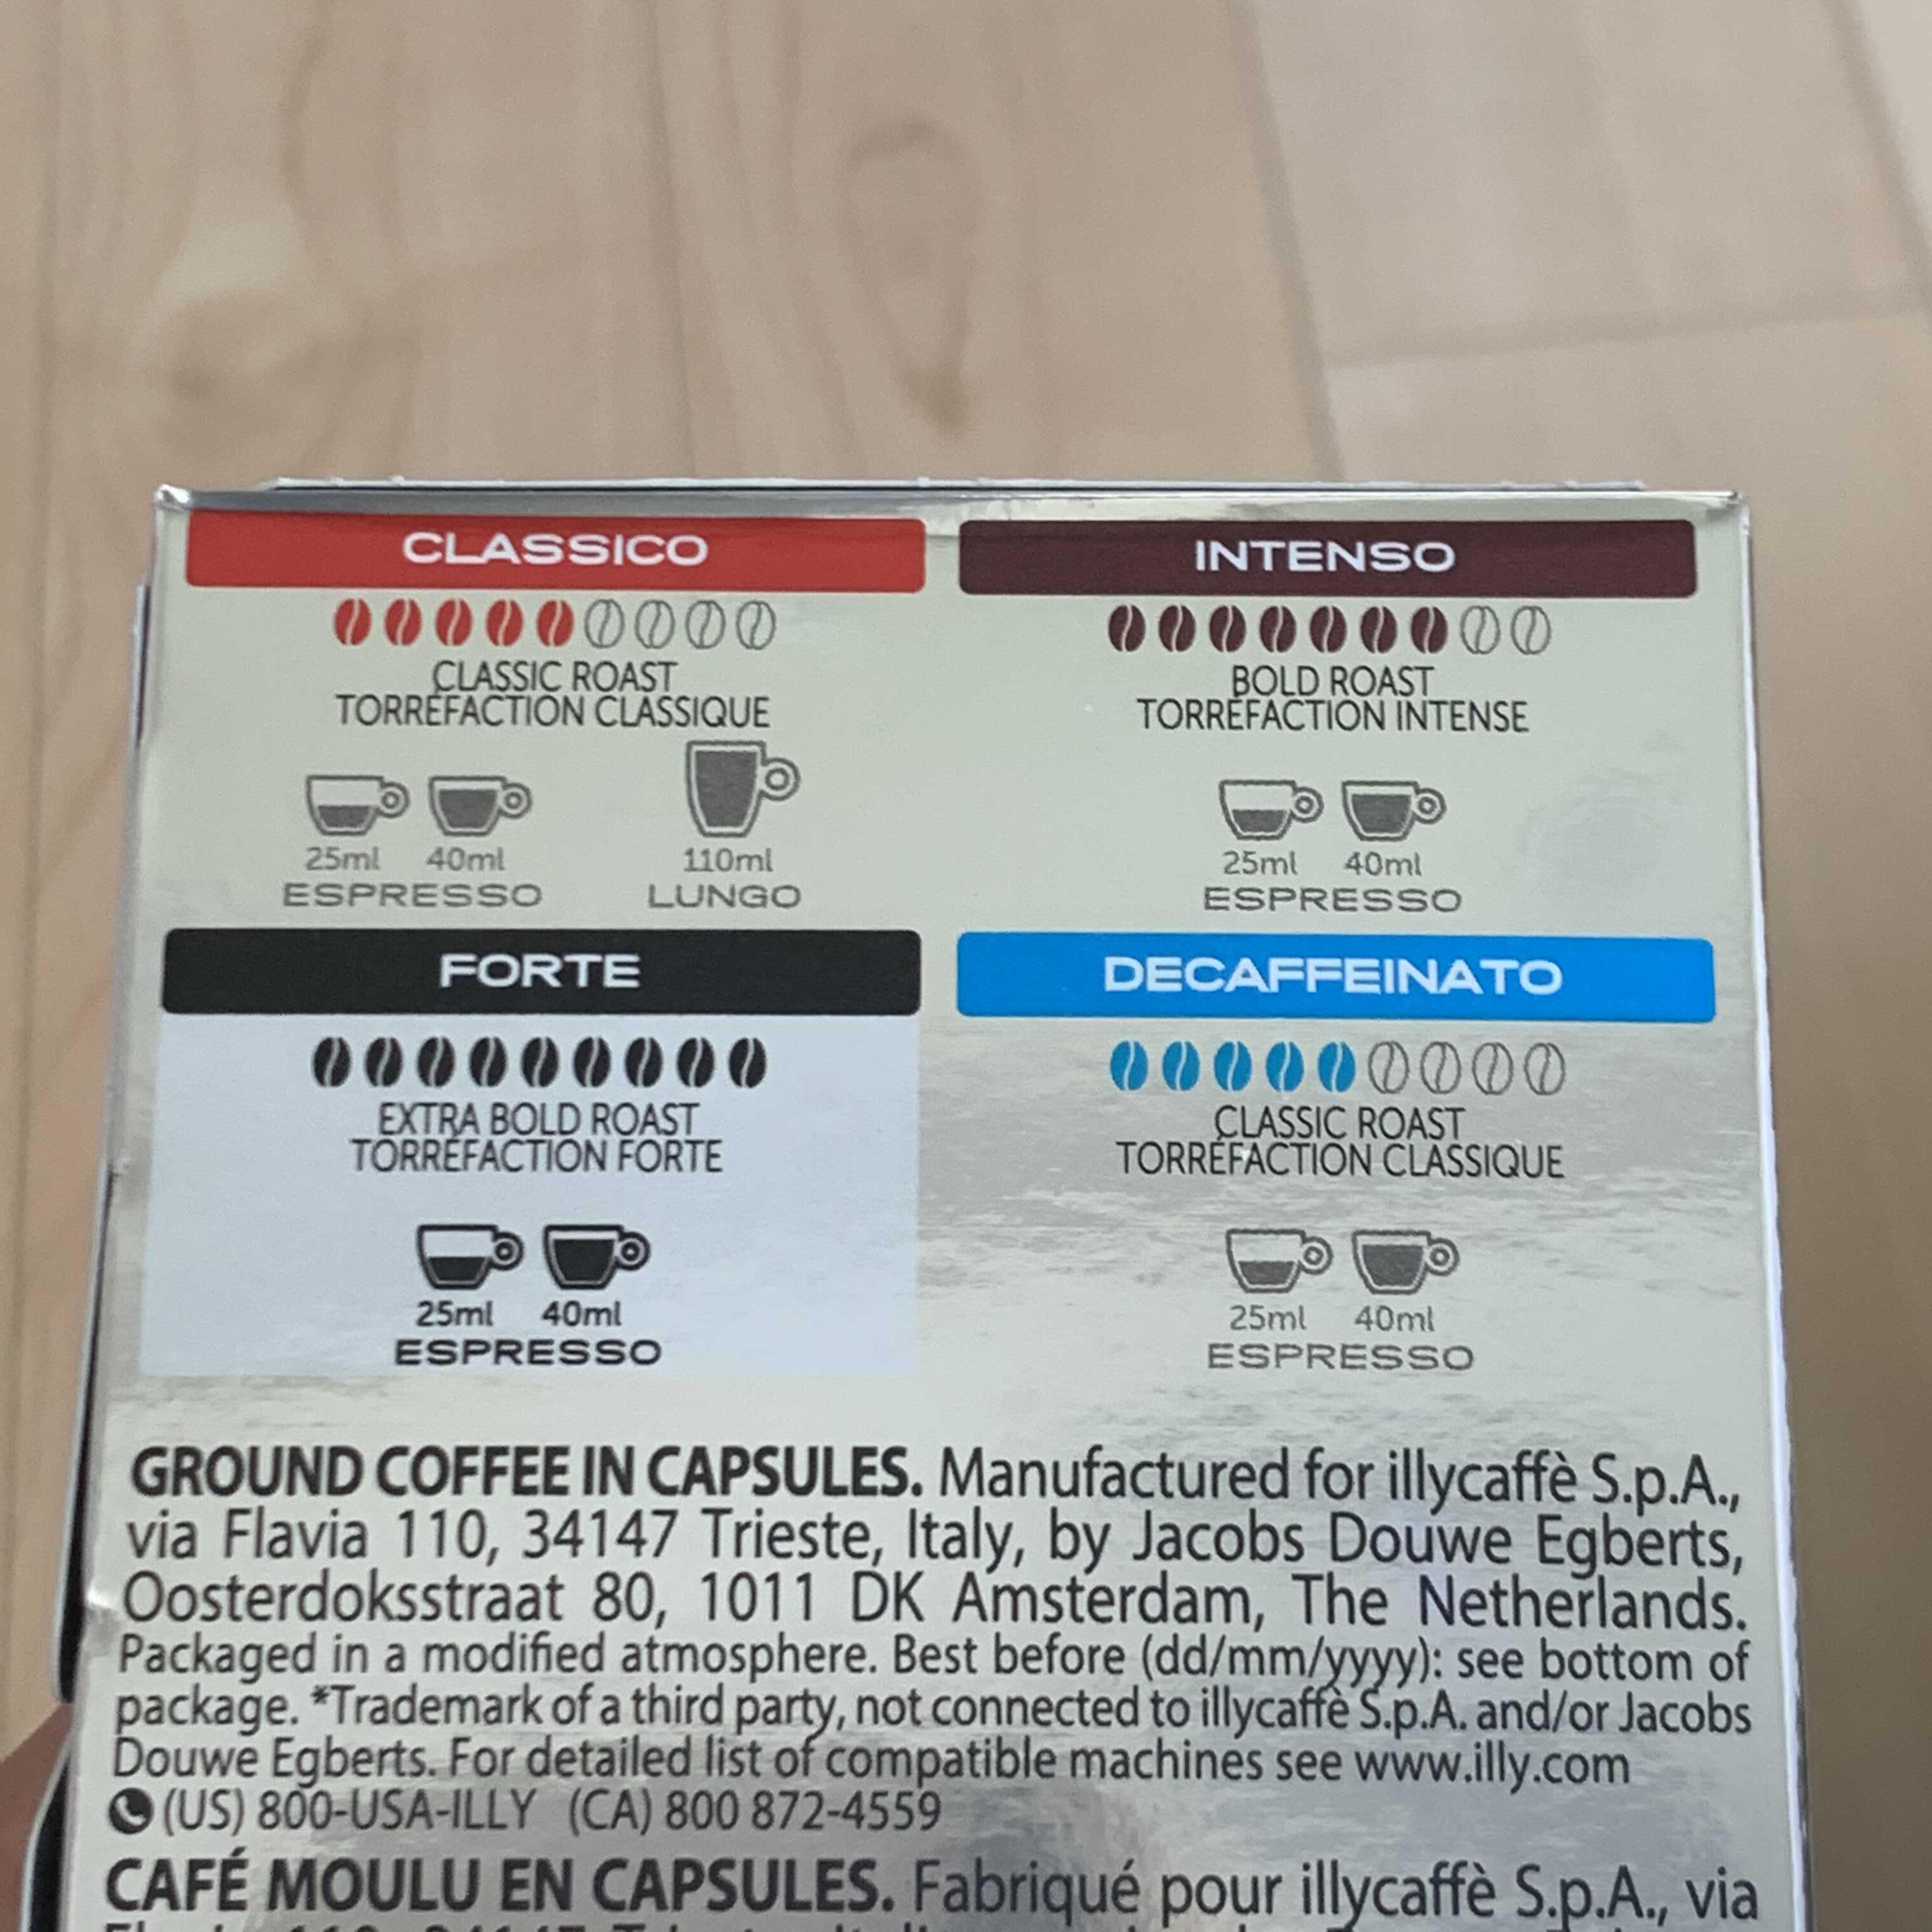 CLASSICO
CLASSIC ROAST
TORRÉFACTION CLASSIQUE
25ml 40ml 110ml
ESPRESSO LUNGO
INTENSO
BOLD ROAST
TORRÉFACTION INTENSE
25ml 40ml
ESPRESSO
FORTE
EXTRA BOLD ROAST
TORRÉFACTION FORTE
25ml 40ml
ESPRESSO
DECAFFEINATO
CLASSIC ROAST
TORRÉFACTION CLASSIQUE
25ml 40ml
ESPRESSO
GROUND COFFEE IN CAPSULES. Manufactured for illycaffè S.p.A.,
via Flavia 110, 34147 Trieste, Italy, by Jacobs Douwe Egberts,
Oosterdoksstraat 80, 1011 DK Amsterdam, The Netherlands.
Packaged in a modified atmosphere. Best before (dd/mm/yyyy): see bottom of
package. *Trademark of a third party, not connected to illycaffè S.p.A. and/or Jacobs
Douwe Egberts. For detailed list of compatible machines see www.illy.com
(US) 800-USA-ILLY (CA) 800 872-4559
CAFÉ MOULU EN CAPSULES. Fabriqué pour illycaffè S.p.A., via